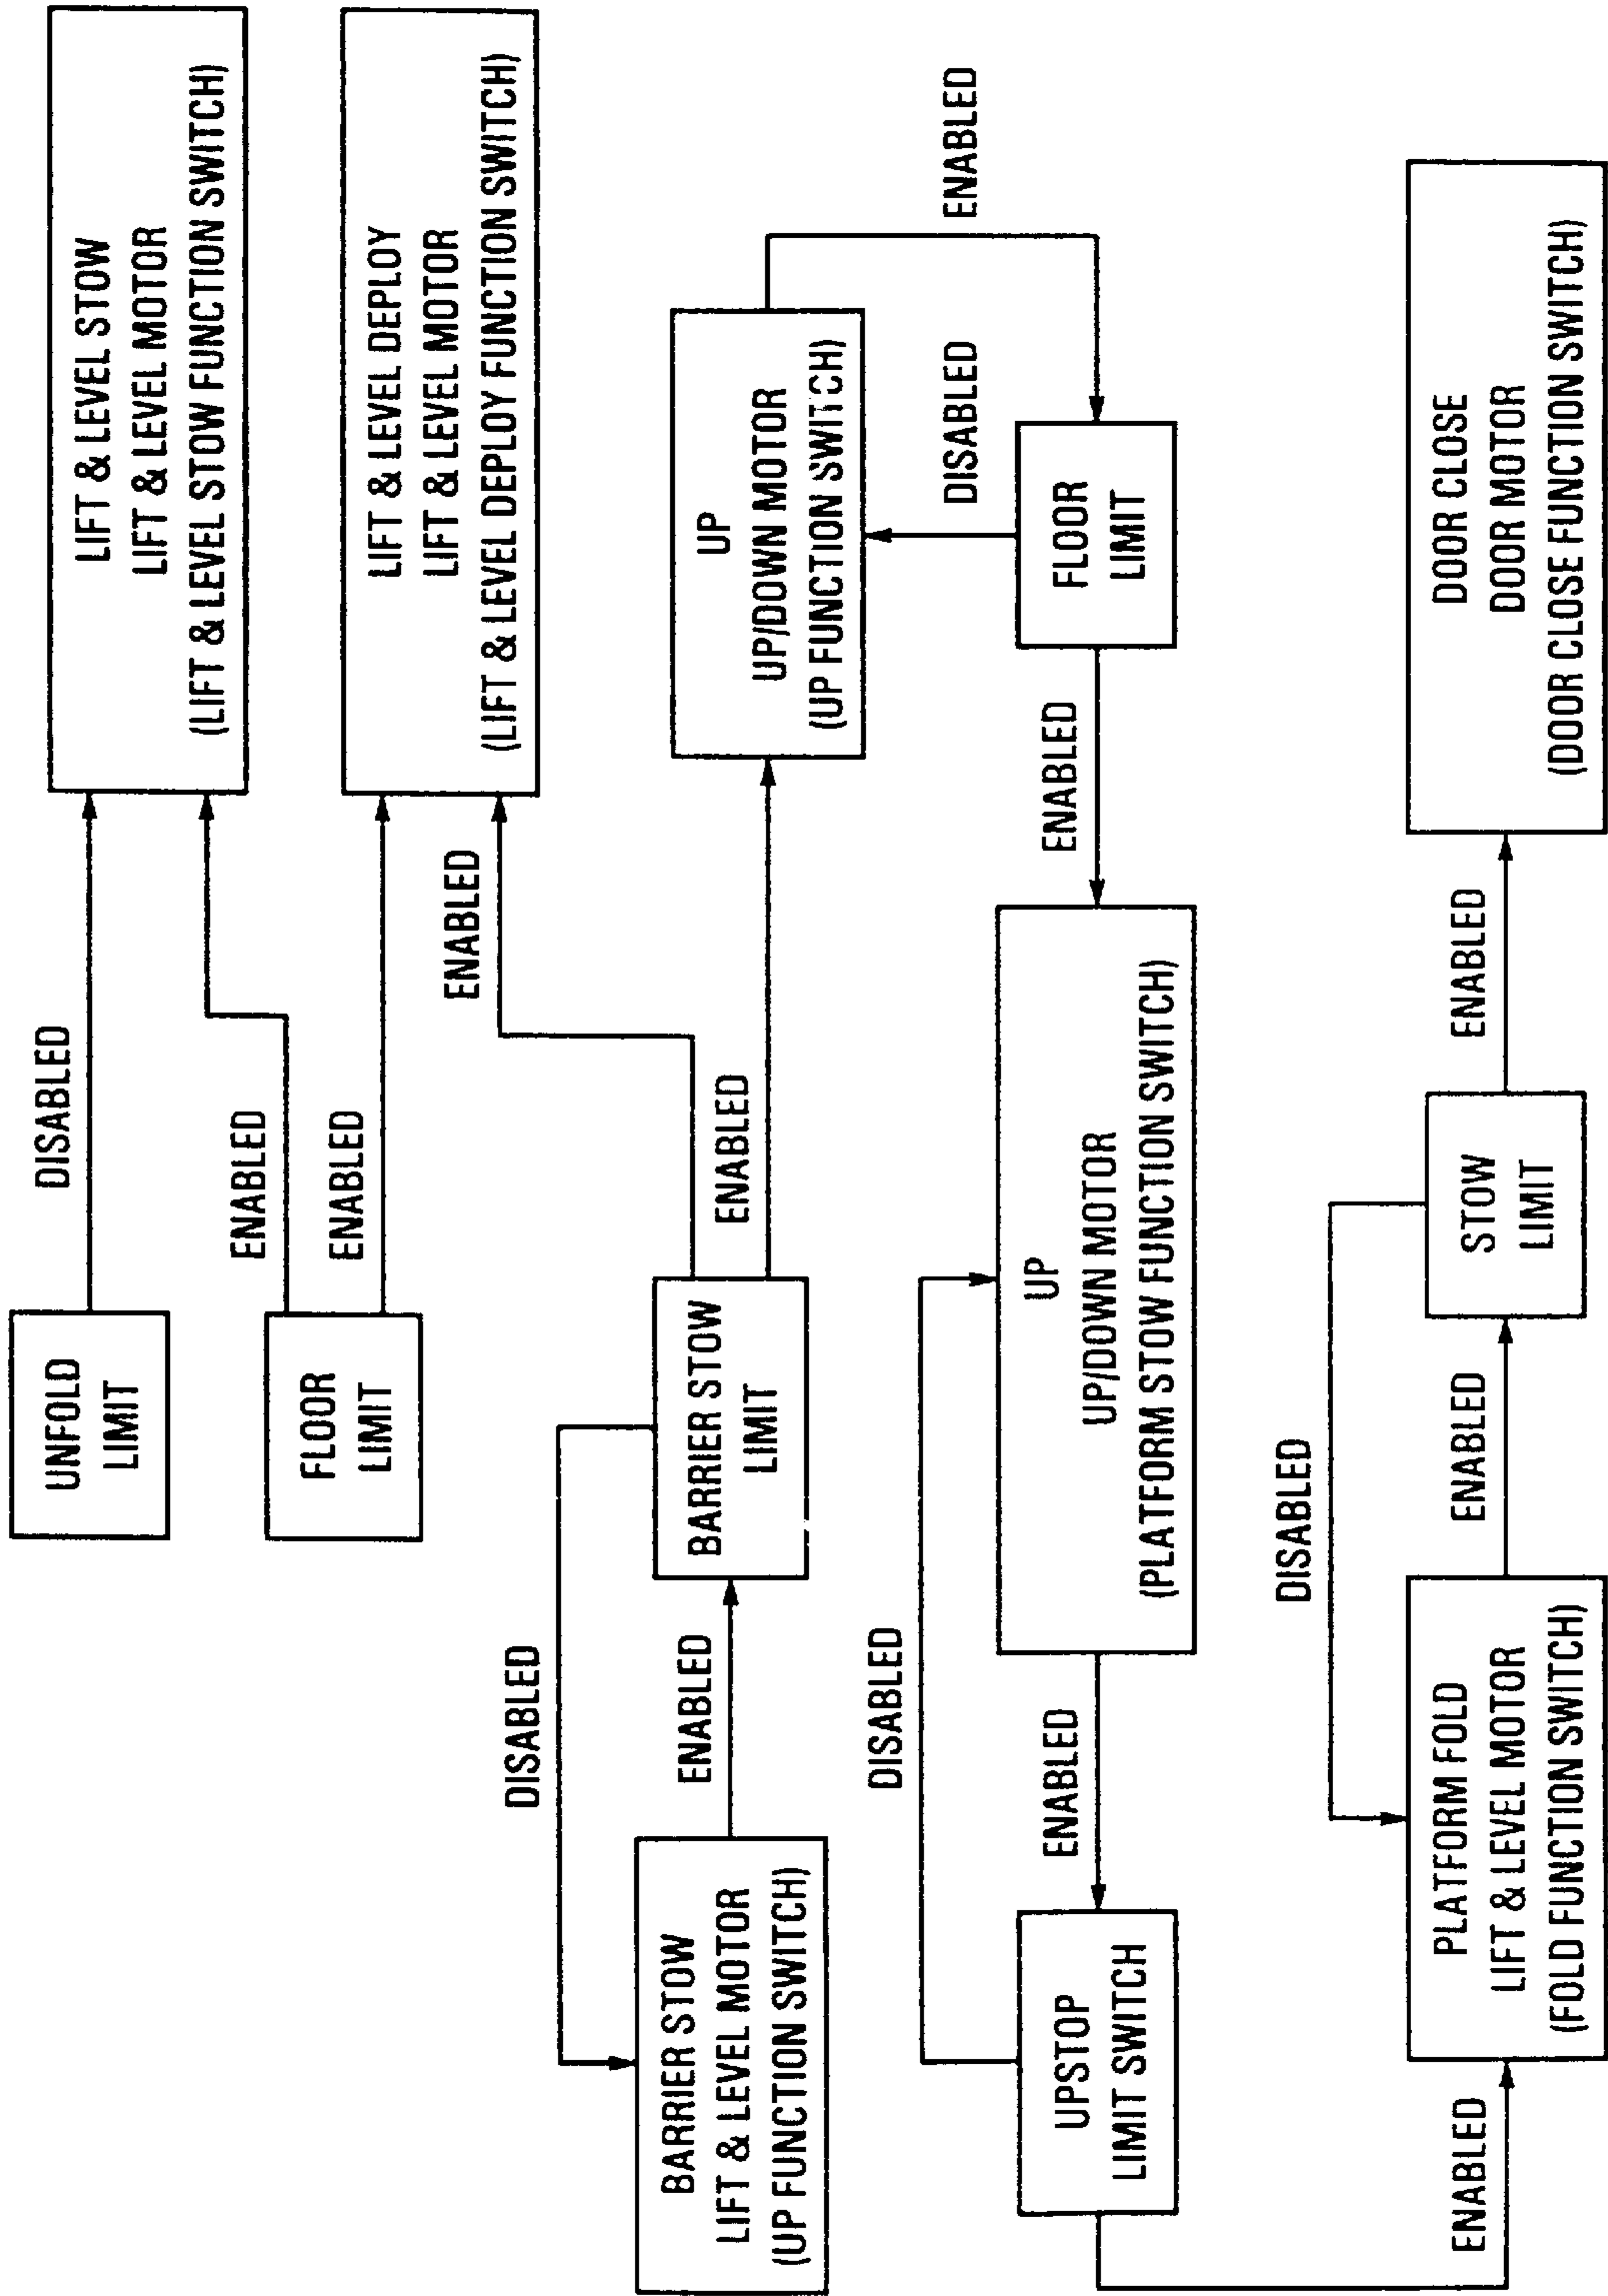 UNFOLD
LIMIT
DISABLED
LIFT & LEVEL STOW
LIFT & LEVEL MOTOR
(LIFT & LEVEL STOW FUNCTION SWITCH)
FLOOR
LIMIT
ENABLED
ENABLED
LIFT & LEVEL DEPLOY
LIFT & LEVEL MOTOR
(LIFT & LEVEL DEPLOY FUNCTION SWITCH)
BARRIER STOW
LIFT & LEVEL MOTOR
(UP FUNCTION SWITCH)
DISABLED
ENABLED
BARRIER STOW
LIMIT
ENABLED
ENABLED
UP
UP/DOWN MOTOR
(UP FUNCTION SWITCH)
ENABLED
DISABLED
FLOOR
LIMIT
ENABLED
UP
UP/DOWN MOTOR
(PLATFORM STOW FUNCTION SWITCH)
DISABLED
ENABLED
UPSTOP
LIMIT SWITCH
ENABLED
PLATFORM FOLD
LIFT & LEVEL MOTOR
(FOLD FUNCTION SWITCH)
DISABLED
ENABLED
STOW
LIMIT
ENABLED
DOOR CLOSE
DOOR MOTOR
(DOOR CLOSE FUNCTION SWITCH)